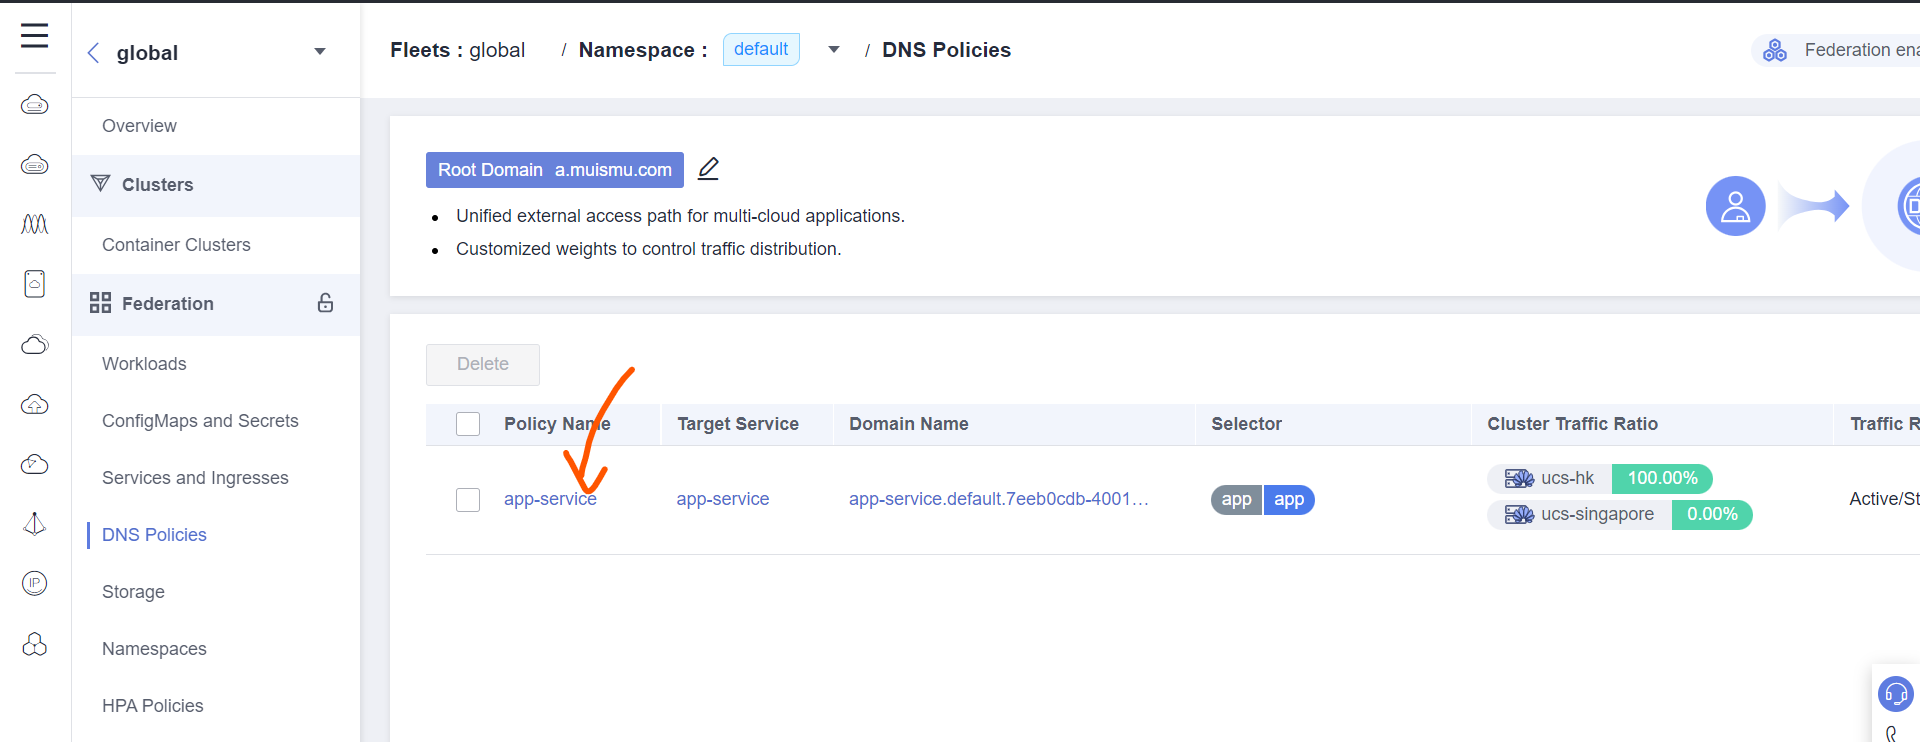 global
Fleets : global / Namespace : default / DNS Policies
Federation ena
Overview
Clusters
Container Clusters
Federation
Workloads
ConfigMaps and Secrets
Services and Ingresses
DNS Policies
Storage
Namespaces
HPA Policies
IP
Root Domain a.muismu.com
Unified external access path for multi-cloud applications.
Customized weights to control traffic distribution.
D
Delete
Policy Name Target Service Domain Name Selector Cluster Traffic Ratio Traffic R
app-service app-service app-service.default.7eeb0cdb-4001... app app ucs-hk 100.00% Active/St
ucs-singapore 0.00%